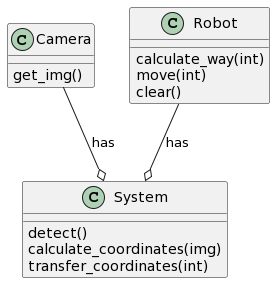 C Camera
get_img()
C Robot
calculate_way(int)
move(int)
clear()
has
has
C System
detect()
calculate_coordinates(img)
transfer_coordinates(int)